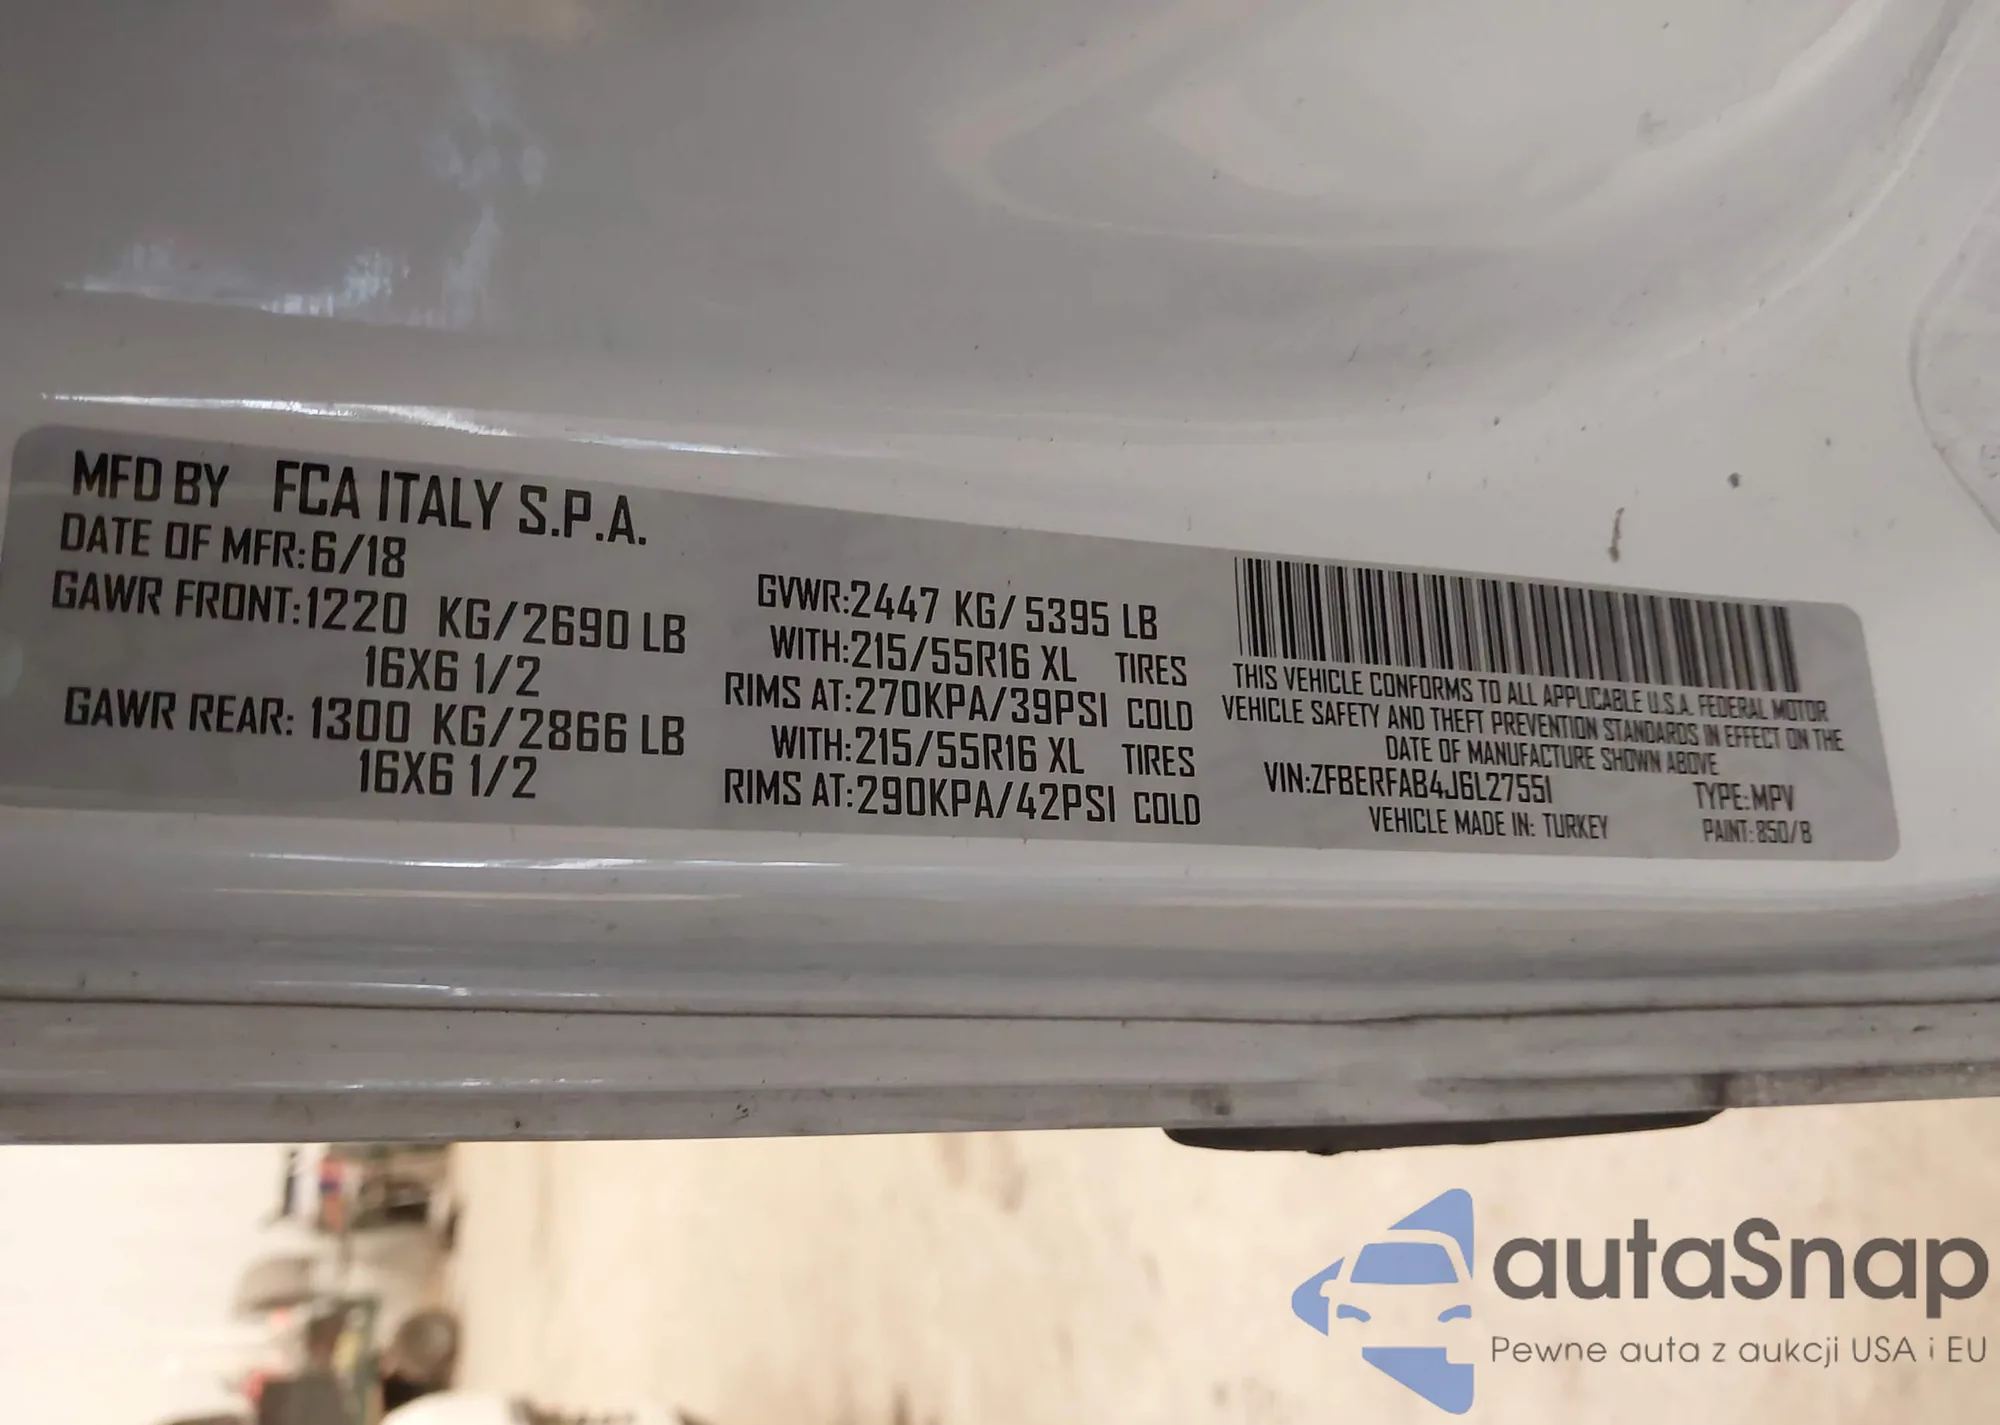 MFD BY FCA ITALY S.P.A.
DATE OF MFR:6/18
GAWR FRONT:1220 KG/2690 LB
16X6 1/2
GAWR REAR: 1300 KG/2866 LB
16X6 1/2
GVWR:2447 KG/5395 LB
WITH:215/55R16 XL TIRES
RIMS AT:270KPA/39PSI COLD
WITH:215/55R16 XL TIRES
RIMS AT:290KPA/42PSI COLD
THIS VEHICLE CONFORMS TO ALL APPLICABLE U.S.A. FEDERAL MOTOR
VEHICLE SAFETY AND THEFT PREVENTION STANDARDS IN EFFECT ON THE
DATE OF MANUFACTURE SHOWN ABOVE
VIN:ZFBERFAB4J6L27551 TYPE:MPV
VEHICLE MADE IN: TURKEY PAINT: 850/B
autaSnap
Pewne auta z aukcji USA i EU